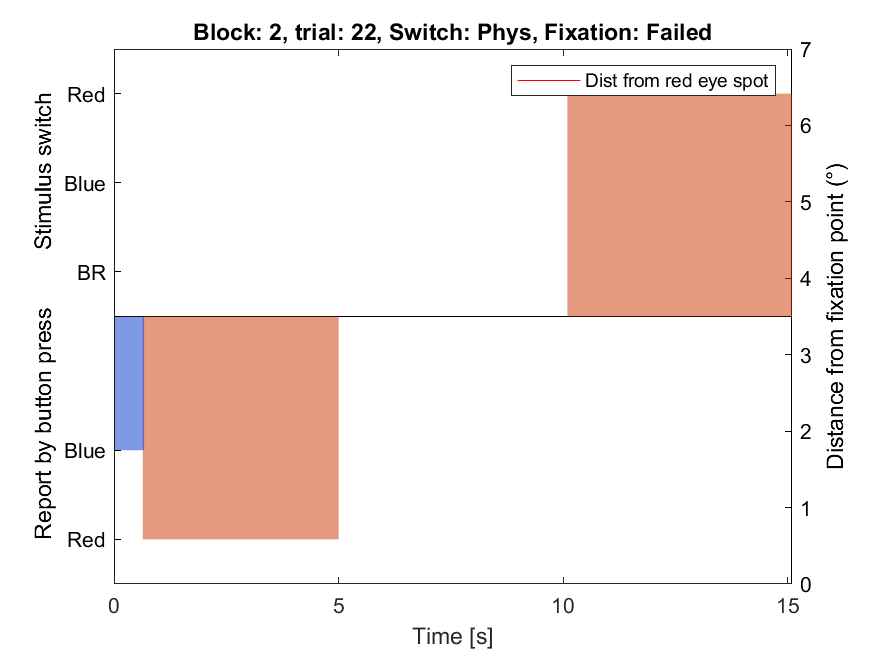 Block: 2, trial: 22, Switch: Phys, Fixation: Failed
Dist from red eye spot
Stimulus switch
Red
Blue
BR
Report by button press
Blue
Red
7
6
5
4
3
2
1
0
Distance from fixation point (°)
0
5
10
15
Time [s]